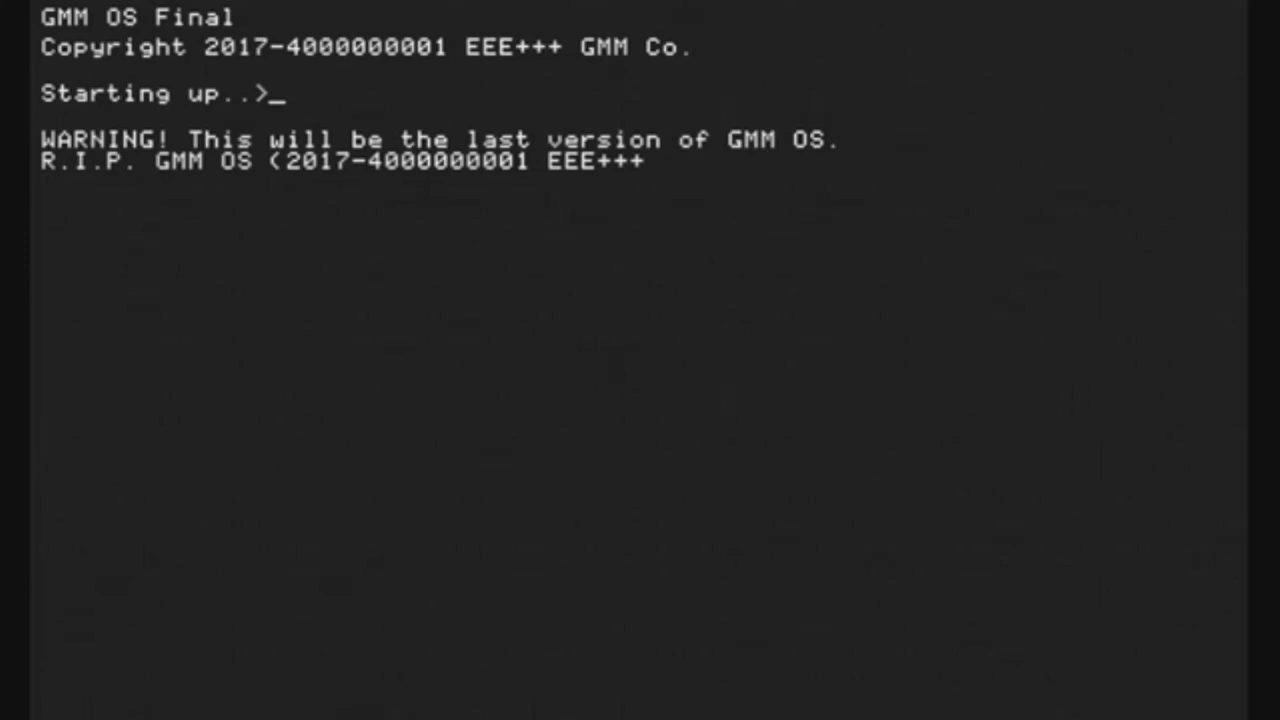 GMM OS Final
Copyright 2017-4000000001 EEE+++ GMM Co.
Starting up..>_
WARNING! This will be the last version of GMM OS.
R.I.P. GMM OS (2017-4000000001 EEE+++